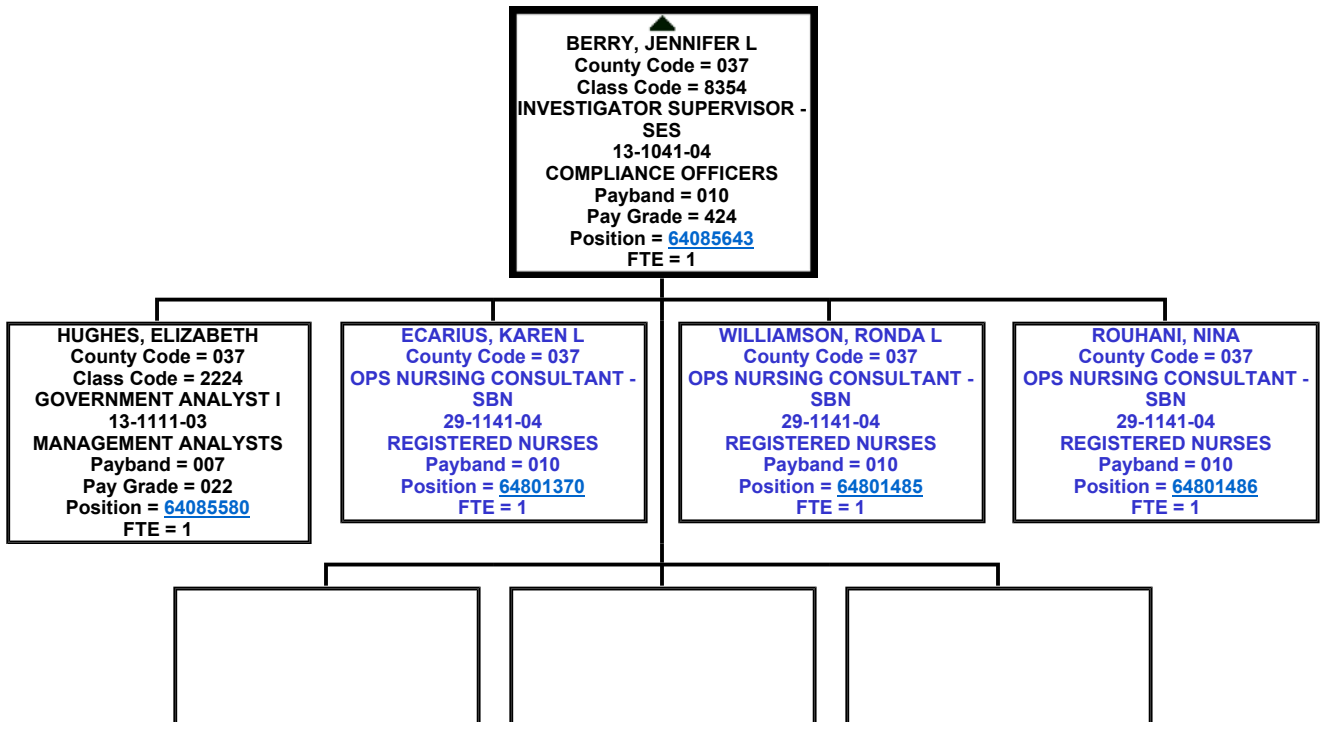 BERRY, JENNIFER L
County Code = 037
Class Code = 8354
INVESTIGATOR SUPERVISOR -
SES
13-1041-04
COMPLIANCE OFFICERS
Payband = 010
Pay Grade = 424
Position = 64085643
FTE = 1
HUGHES, ELIZABETH
County Code = 037
Class Code = 2224
GOVERNMENT ANALYST I
13-1111-03
MANAGEMENT ANALYSTS
Payband = 007
Pay Grade = 022
Position = 64085580
FTE = 1
ECARIUS, KAREN L
County Code = 037
OPS NURSING CONSULTANT -
SBN
29-1141-04
REGISTERED NURSES
Payband = 010
Position = 64801370
FTE = 1
WILLIAMSON, RONDA L
County Code = 037
OPS NURSING CONSULTANT -
SBN
29-1141-04
REGISTERED NURSES
Payband = 010
Position = 64801485
FTE = 1
ROUHANI, NINA
County Code = 037
OPS NURSING CONSULTANT -
SBN
29-1141-04
REGISTERED NURSES
Payband = 010
Position = 64801486
FTE = 1